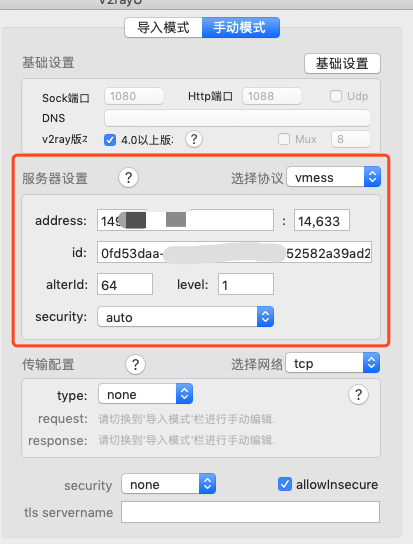 V2rayU
导入模式 手动模式
基础设置 基础设置
Sock端口 1080 Http端口 1088 Udp
DNS
v2ray版 4.0以上版: ? Mux 8
服务器设置 ? 选择协议 vmess
address: 149 : 14,633
id: 0fd53daa- 52582a39ad2
alterId: 64 level: 1
security: auto
传输配置 ? 选择网络 tcp
type: none ?
request: 请切换到'导入模式'栏进行手动编辑.
response: 请切换到'导入模式'栏进行手动编辑.
security none allowInsecure
tls servername